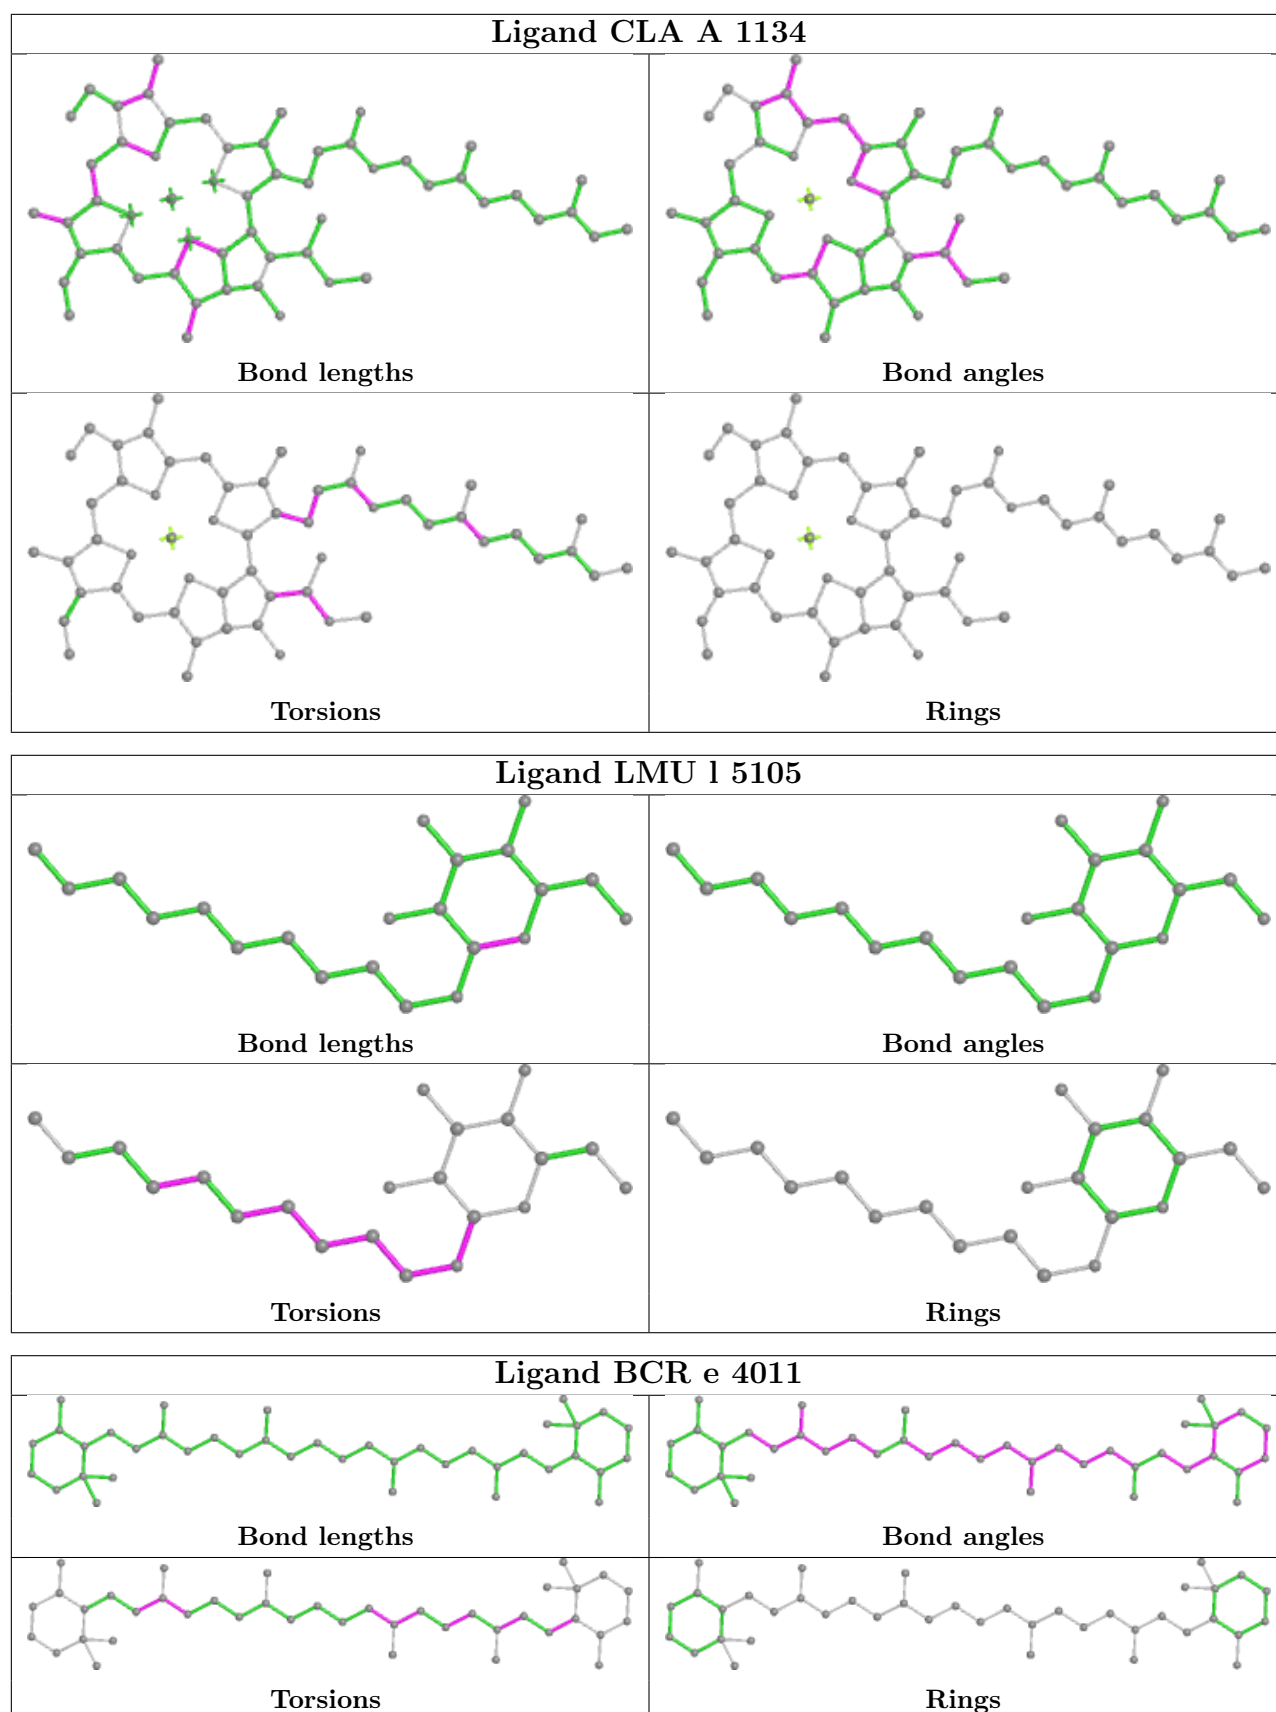 Ligand CLA A 1134
Bond lengths
Bond angles
Torsions
Rings
Ligand LMU l 5105
Bond lengths
Bond angles
Torsions
Rings
Ligand BCR e 4011
Bond lengths
Bond angles
Torsions
Rings